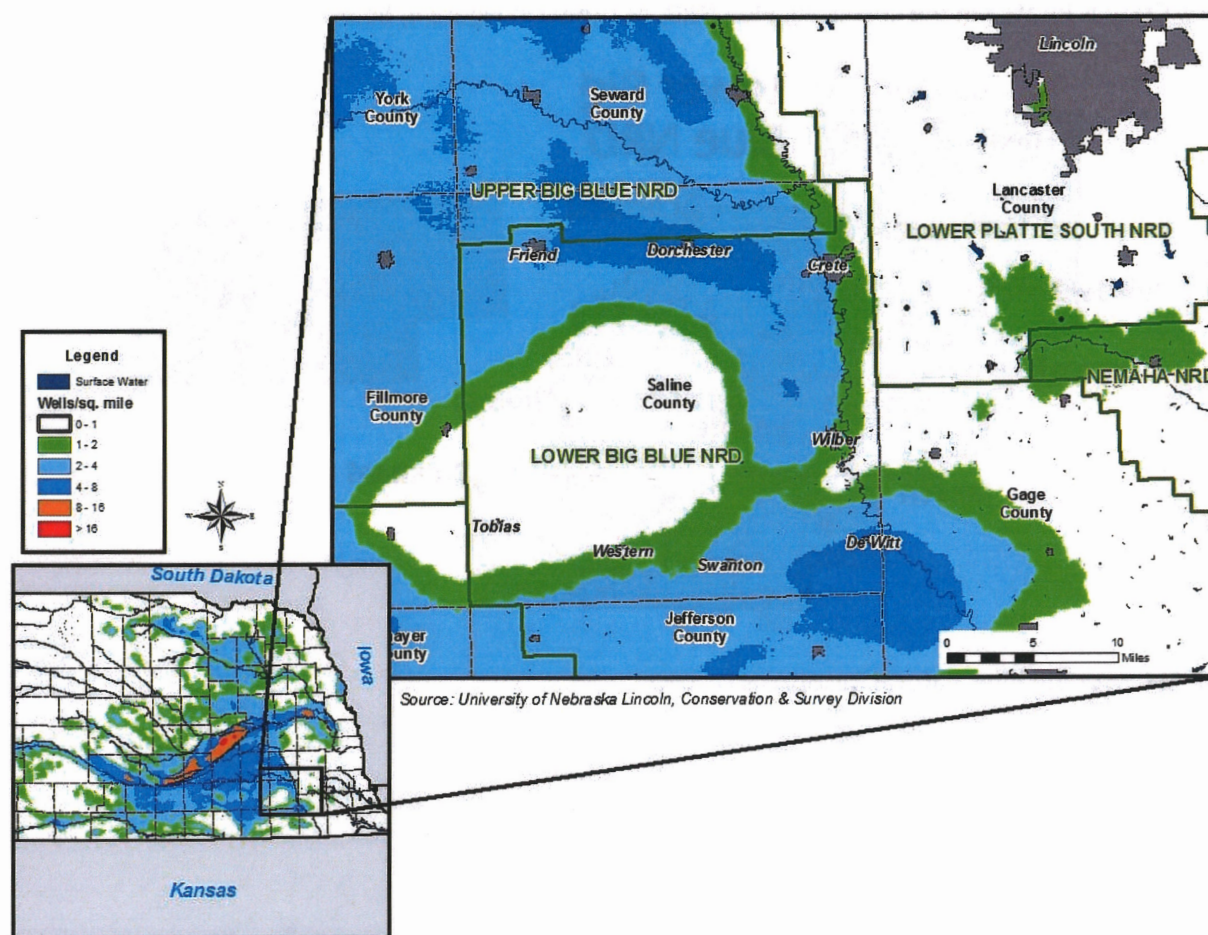 Lincoln
York
County
Seward
County
UPPER BIG BLUE NRD
Lancaster
County
LOWER PLATTE SOUTH NRD
Friend
Dorchester
Crete
Legend
Surface Water
Wells/sq. mile
0 - 1
1 - 2
2 - 4
4 - 8
8 - 16
> 16
Fillmore
County
Saline
County
NEMAHA NRD
LOWER BIG BLUE NRD
Wilber
Gage
County
Tobias
Western
Swanton
De Witt
Jefferson
County
ayer
ounty
0 5 10
Miles
Source: University of Nebraska Lincoln, Conservation & Survey Division
N
E
S
W
South Dakota
Iowa
Kansas